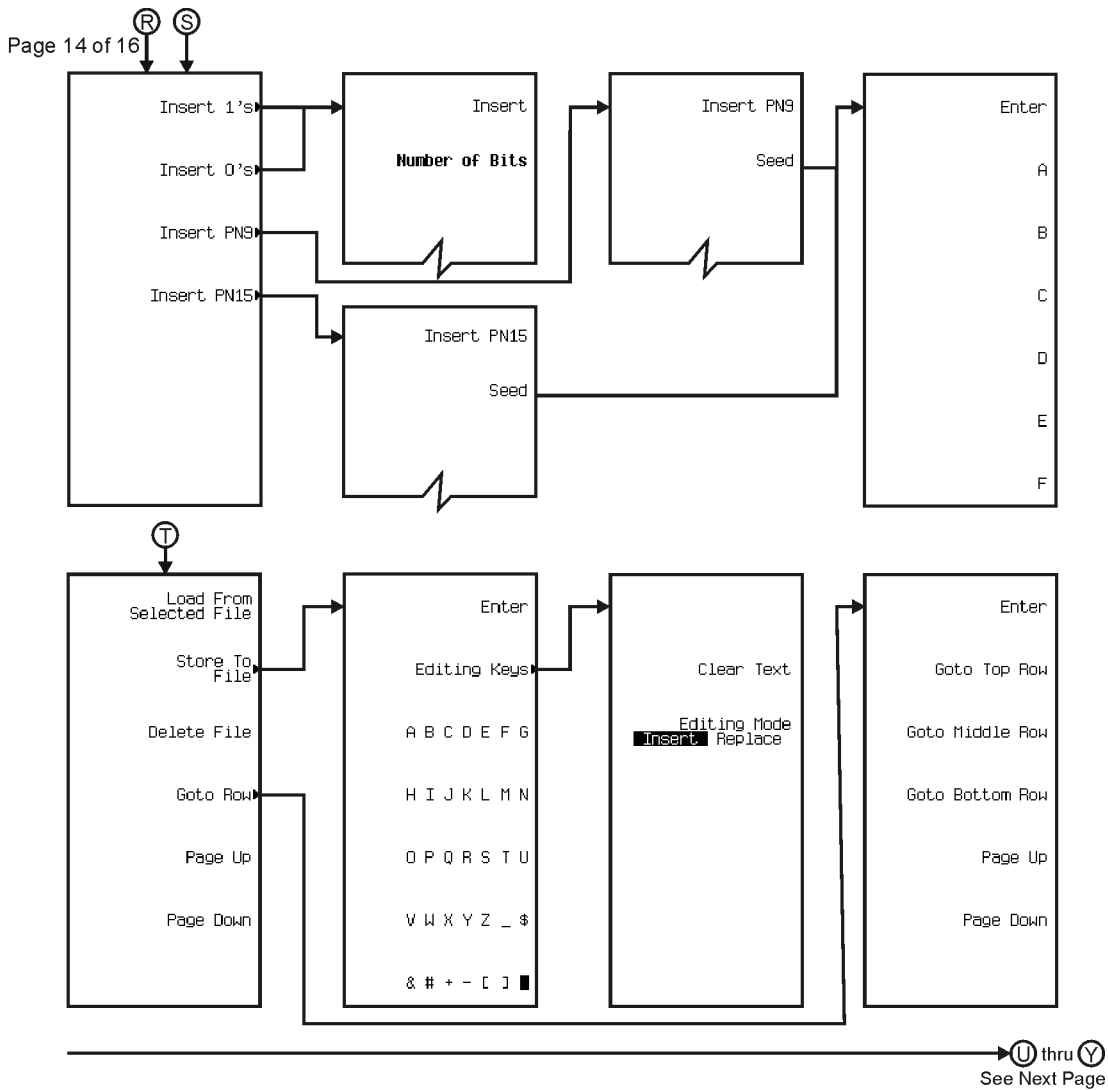 R S
Page 14 of 16
Insert 1's
Insert 0's
Insert PN9
Insert PN15
Insert
Number of Bits
Insert PN9
Seed
Insert PN15
Seed
Enter
A
B
C
D
E
F
T
Load From
Selected File
Store To
File
Delete File
Goto Row
Page Up
Page Down
Enter
Editing Keys
A B C D E F G
H I J K L M N
O P Q R S T U
V W X Y Z _ $
& # + - [ ]
Clear Text
Editing Mode
Insert Replace
Enter
Goto Top Row
Goto Middle Row
Goto Bottom Row
Page Up
Page Down
U thru Y
See Next Page